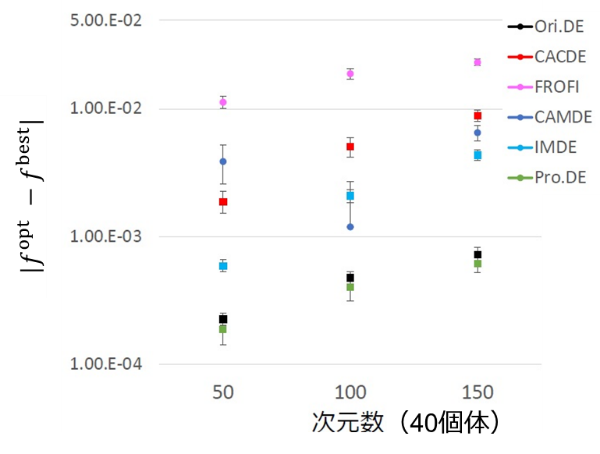 5.00.E-02
1.00.E-02
1.00.E-03
1.00.E-04
|f^opt − f^best|
50 100 150
次元数（40個体）
Ori.DE
CACDE
FROFI
CAMDE
IMDE
Pro.DE